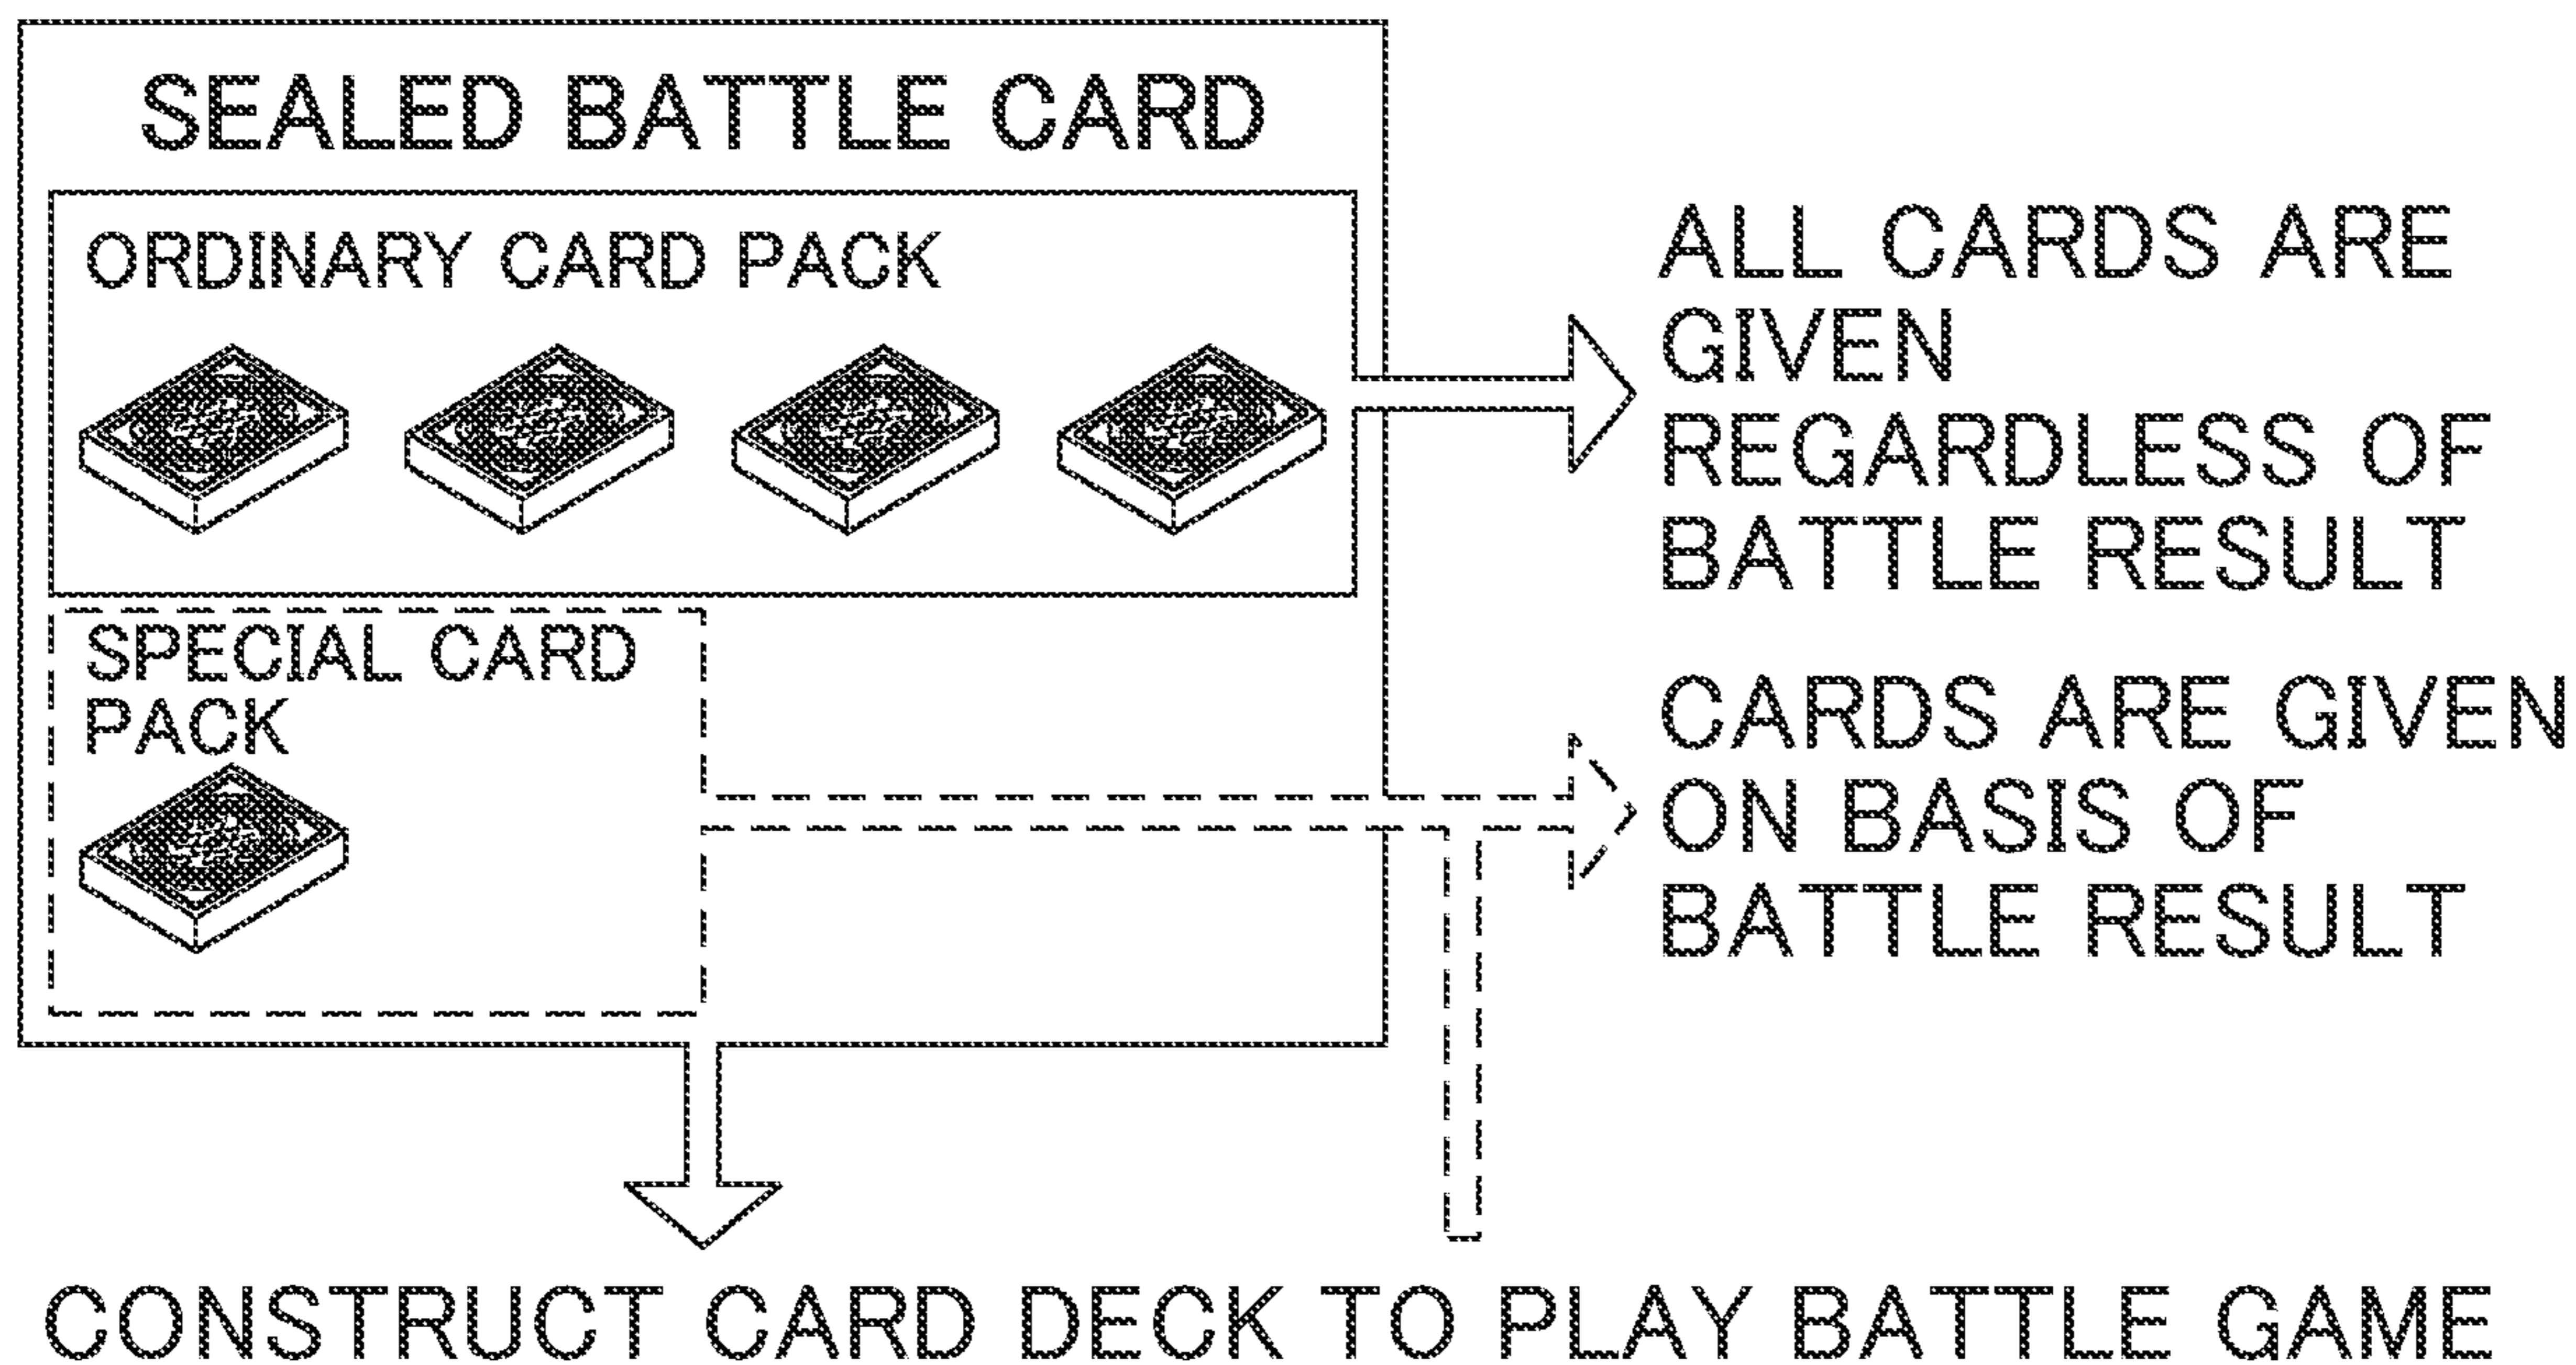 SEALED BATTLE CARD
ORDINARY CARD PACK
ALL CARDS ARE
GIVEN
REGARDLESS OF
BATTLE RESULT
SPECIAL CARD
PACK
CARDS ARE GIVEN
ON BASIS OF
BATTLE RESULT
CONSTRUCT CARD DECK TO PLAY BATTLE GAME